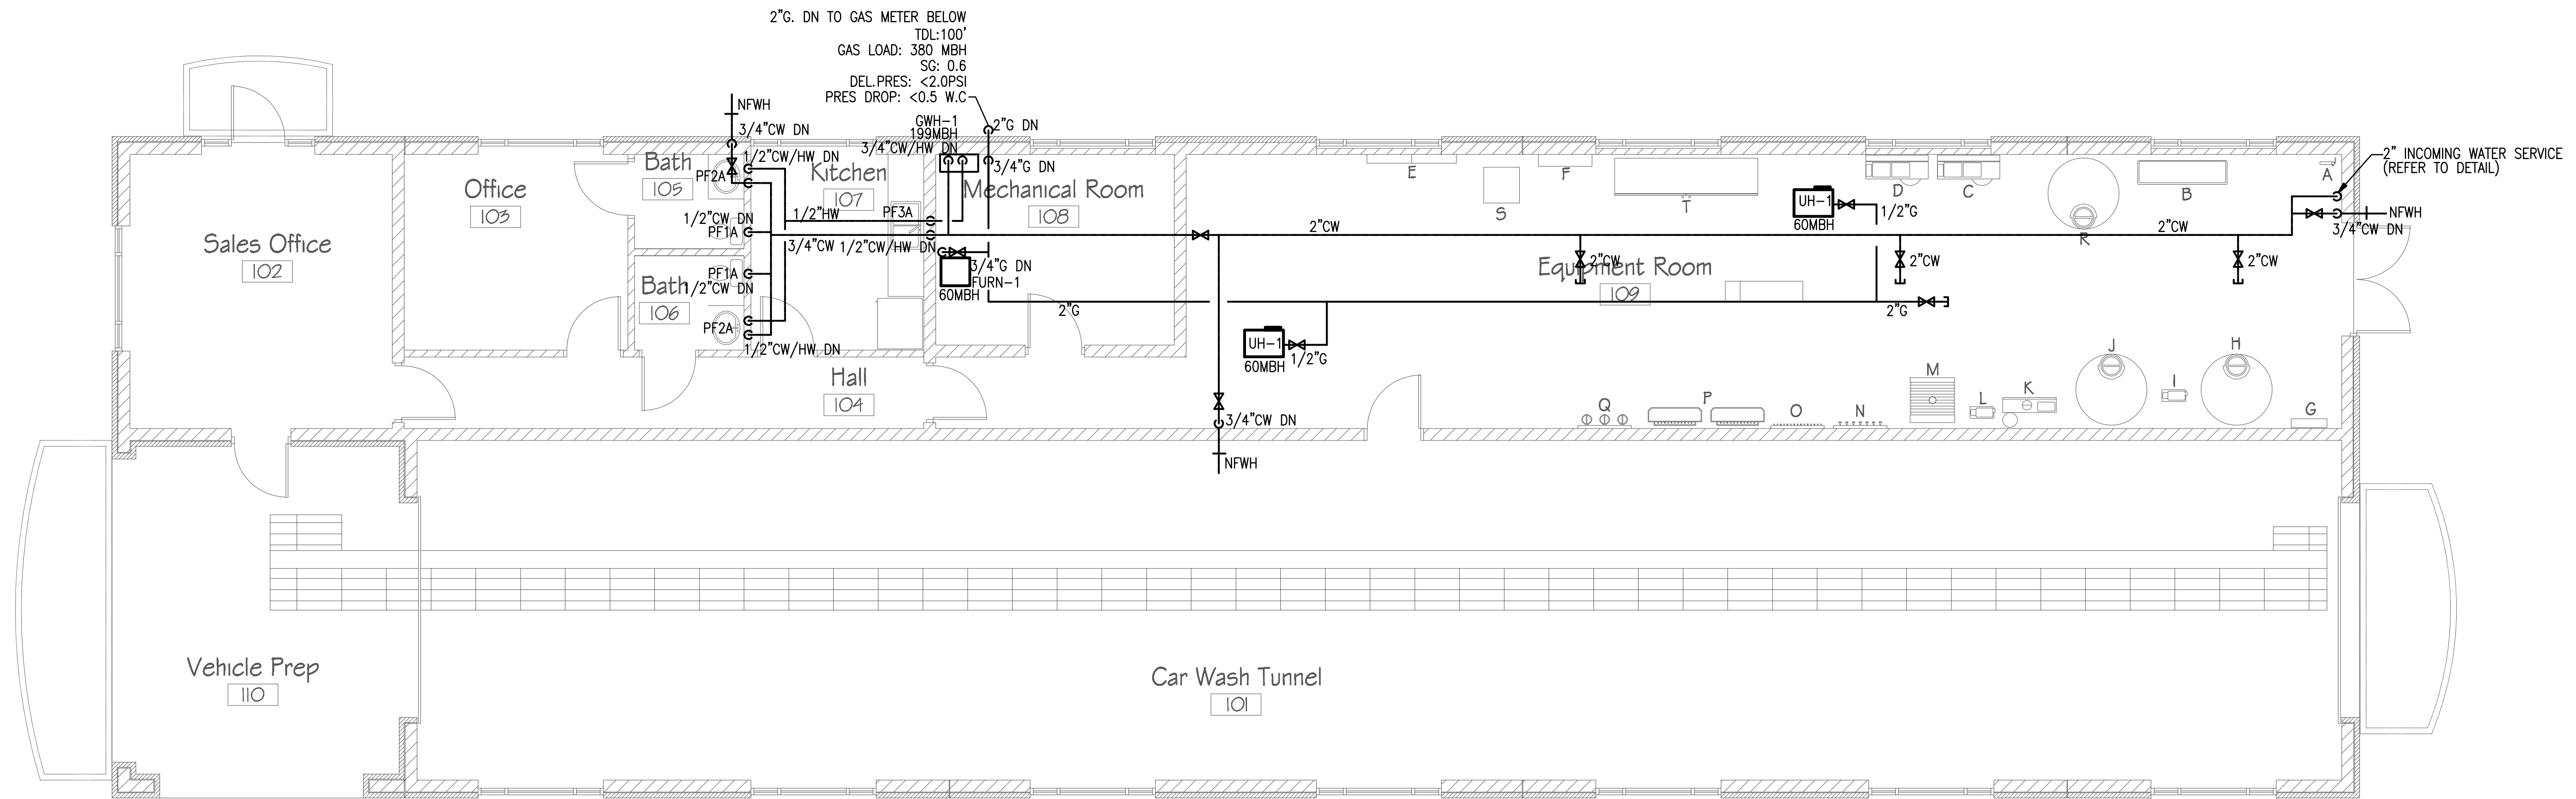 2"G. DN TO GAS METER BELOW
TDL:100'
GAS LOAD: 380 MBH
SG: 0.6
DEL.PRES: <2.0PSI
PRES DROP: <0.5 W.C
NFWH
3/4"CW DN
GWH-1
199MBH
3/4"CW/HW DN
2"G DN
3/4"G DN
1/2"CW/HW DN
Bath
105
PF2A
Kitchen
107
Mechanical Room
108
Office
103
Sales Office
102
1/2"CW DN
PF1A
1/2"HW
PF3A
3/4"CW
1/2"CW/HW DN
3/4"G DN
FURN-1
60MBH
PF1A
1/2"CW DN
Bath
106
PF2A
1/2"CW/HW DN
Hall
104
2"G
E
S
F
T
UH-1
60MBH
1/2"G
D
C
R
B
A
2" INCOMING WATER SERVICE
(REFER TO DETAIL)
NFWH
3/4"CW DN
2"CW
2"CW
2"CW
2"CW
2"CW
Equipment Room
109
2"G
UH-1
60MBH
1/2"G
3/4"CW DN
NFWH
Q
P
O
N
M
L
K
J
I
H
G
Vehicle Prep
110
Car Wash Tunnel
101